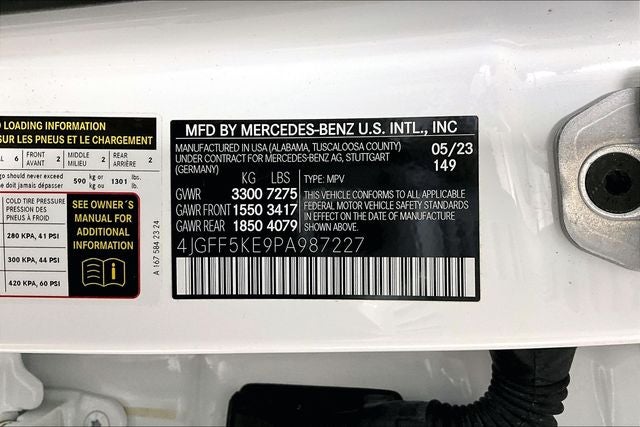 LOADING INFORMATION
SUR LES PNEUS ET LE CHARGEMENT
6 FRONT AVANT 2 MIDDLE MILIEU 2 REAR ARRIÈRE 2
go should never exceed 590 kg or 1301 lbs.
ne doit jamais dépasser kg ou lb.
COLD TIRE PRESSURE
PRESSION DES
PNEUS À FROID
280 KPA, 41 PSI
300 KPA, 44 PSI
420 KPA, 60 PSI
SEE OWNER´S
MANUAL FOR
ADDITIONAL
INFORMATION
A 167 584 23 24
MFD BY MERCEDES-BENZ U.S. INTL., INC
MANUFACTURED IN USA (ALABAMA, TUSCALOOSA COUNTY) 05/23
UNDER CONTRACT FOR MERCEDES-BENZ AG, STUTTGART 149
(GERMANY)
KG LBS TYPE: MPV
GWR 3300 7275
GAWR FRONT 1550 3417
GAWR REAR 1850 4079
THIS VEHICLE CONFORMS TO ALL APPLICABLE
FEDERAL MOTOR VEHICLE SAFETY STANDARDS
IN EFFECT ON THE DATE OF MANUFACTURE
SHOWN ABOVE.
4JGFF5KE9PA987227